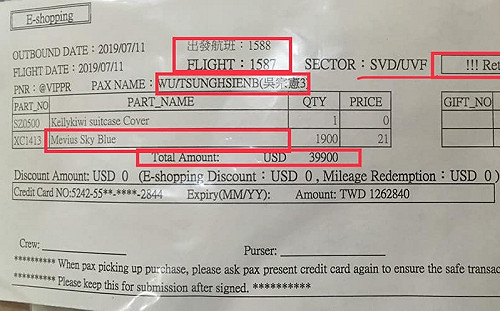 E-shopping
出發航班：1588
OUTBOUND DATE：2019/07/11
FLIGHT：1587
SECTOR：SVD/UVF
!!! Ret
FLIGHT DATE：2019/07/11
PNR：@VIPPR
PAX NAME：WU/TSUNGHSIENB(吳宗憲3)
PART_NO PART_NAME QTY PRICE GIFT_NO
SZ0500 Kellykiwi suitcase Cover 1 0
XC1413 Mevius Sky Blue 1900 21
Total Amount: USD 39900
Discount Amount: USD 0 (E-shopping Discount：USD 0 , Mileage Redemption：USD 0)
Credit Card NO:5242-55**-****-2844 Expiry(MM/YY): Amount: TWD 1262840
Crew:
Purser:
********** When pax picking up purchase, please ask pax present credit card again to ensure the safe transac
********** Please keep this for submission after signed. **********